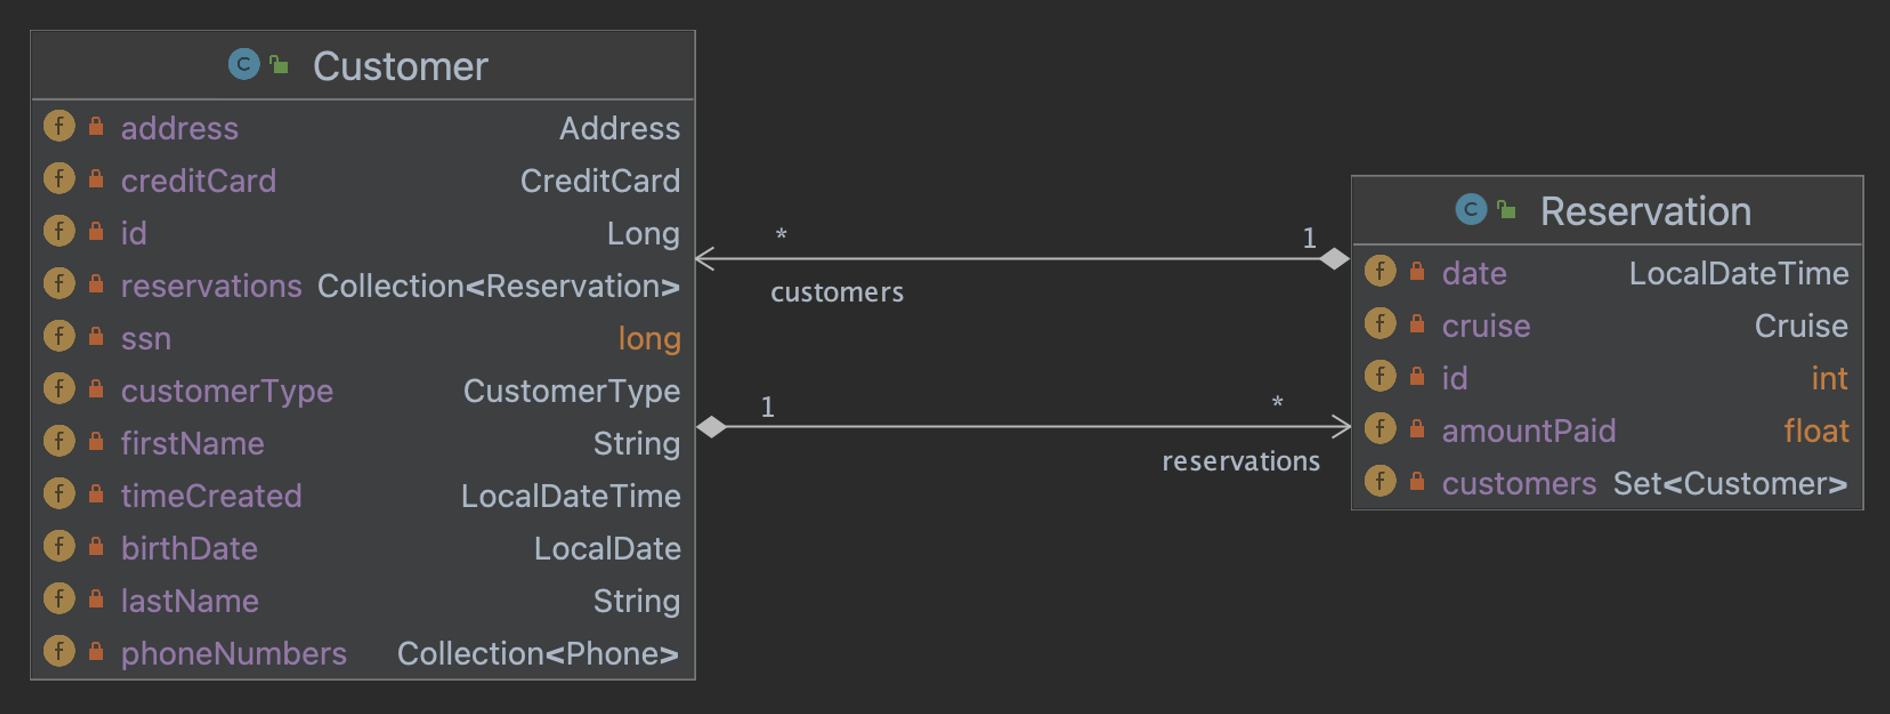 C Customer
f address Address
f creditCard CreditCard
f id Long
f reservations Collection<Reservation>
f ssn long
f customerType CustomerType
f firstName String
f timeCreated LocalDateTime
f birthDate LocalDate
f lastName String
f phoneNumbers Collection<Phone>
* 1
customers
1 *
reservations
C Reservation
f date LocalDateTime
f cruise Cruise
f id int
f amountPaid float
f customers Set<Customer>